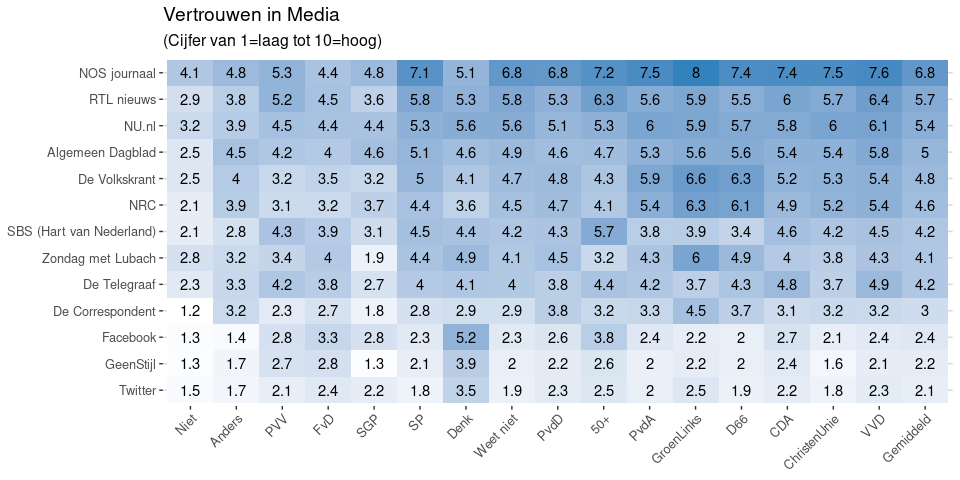 Vertrouwen in Media
(Cijfer van 1=laag tot 10=hoog)
NOS journaal 4.1 4.8 5.3 4.4 4.8 7.1 5.1 6.8 6.8 7.2 7.5 8 7.4 7.4 7.5 7.6 6.8
RTL nieuws 2.9 3.8 5.2 4.5 3.6 5.8 5.3 5.8 5.3 6.3 5.6 5.9 5.5 6 5.7 6.4 5.7
NU.nl 3.2 3.9 4.5 4.4 4.4 5.3 5.6 5.6 5.1 5.3 6 5.9 5.7 5.8 6 6.1 5.4
Algemeen Dagblad 2.5 4.5 4.2 4 4.6 5.1 4.6 4.9 4.6 4.7 5.3 5.6 5.6 5.4 5.4 5.8 5
De Volkskrant 2.5 4 3.2 3.5 3.2 5 4.1 4.7 4.8 4.3 5.9 6.6 6.3 5.2 5.3 5.4 4.8
NRC 2.1 3.9 3.1 3.2 3.7 4.4 3.6 4.5 4.7 4.1 5.4 6.3 6.1 4.9 5.2 5.4 4.6
SBS (Hart van Nederland) 2.1 2.8 4.3 3.9 3.1 4.5 4.4 4.2 4.3 5.7 3.8 3.9 3.4 4.6 4.2 4.5 4.2
Zondag met Lubach 2.8 3.2 3.4 4 1.9 4.4 4.9 4.1 4.5 3.2 4.3 6 4.9 4 3.8 4.3 4.1
De Telegraaf 2.3 3.3 4.2 3.8 2.7 4 4.1 4 3.8 4.4 4.2 3.7 4.3 4.8 3.7 4.9 4.2
De Correspondent 1.2 3.2 2.3 2.7 1.8 2.8 2.9 2.9 3.8 3.2 3.3 4.5 3.7 3.1 3.2 3.2 3
Facebook 1.3 1.4 2.8 3.3 2.8 2.3 5.2 2.3 2.6 3.8 2.4 2.2 2 2.7 2.1 2.4 2.4
GeenStijl 1.3 1.7 2.7 2.8 1.3 2.1 3.9 2 2.2 2.6 2 2.2 2 2.4 1.6 2.1 2.2
Twitter 1.5 1.7 2.1 2.4 2.2 1.8 3.5 1.9 2.3 2.5 2 2.5 1.9 2.2 1.8 2.3 2.1
Niet Anders PVV FvD SGP SP Denk Weet niet PvdD 50+ PvdA GroenLinks D66 CDA ChristenUnie VVD Gemiddeld